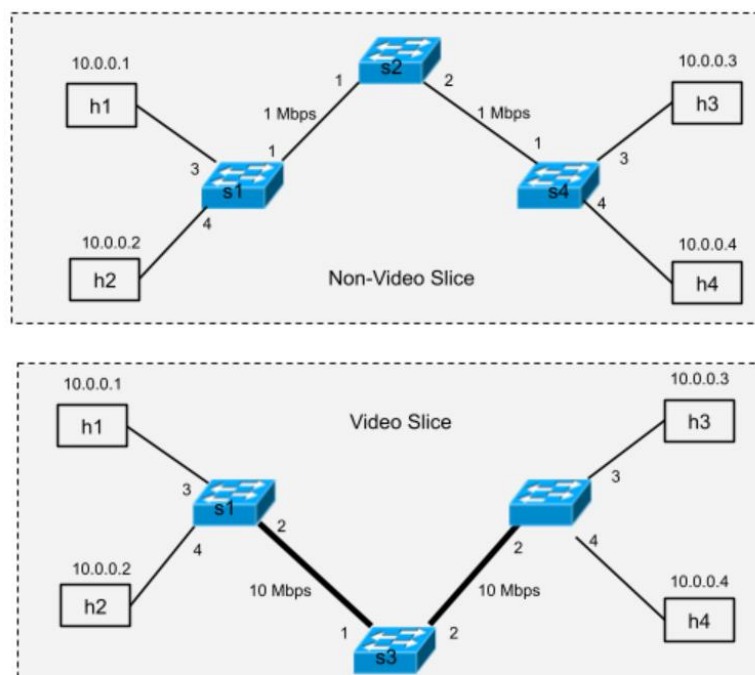 10.0.0.1
h1
s2
10.0.0.3
h3
1
2
1 Mbps
1 Mbps
3
1
s1
4
1
3
s4
4
10.0.0.2
h2
10.0.0.4
h4
Non-Video Slice
10.0.0.1
h1
Video Slice
10.0.0.3
h3
3
s1
2
4
3
2
4
10.0.0.2
h2
10 Mbps
10 Mbps
10.0.0.4
h4
1
s3
2